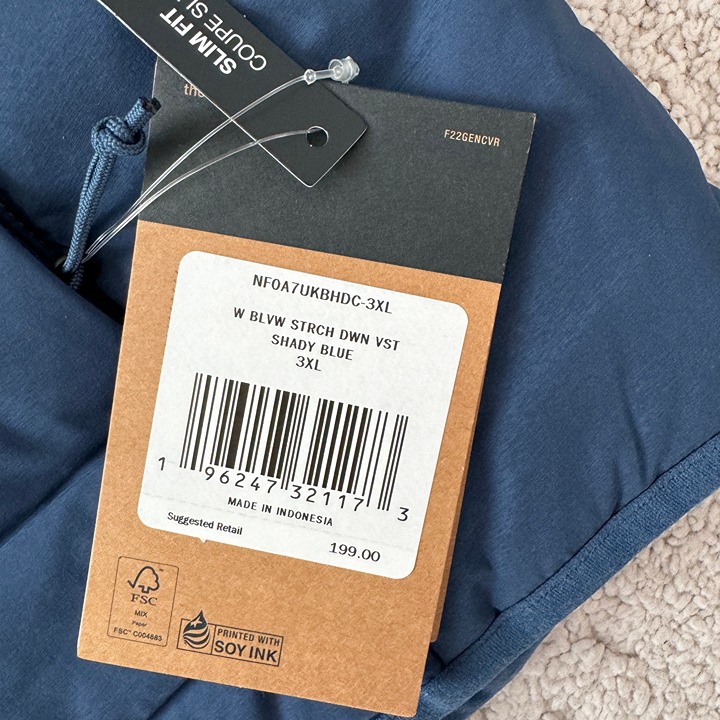 SLIM FIT
COUPE
the
F22GENCVR
NF0A7UKBHDC-3XL
W BLVW STRCH DWN VST
SHADY BLUE
3XL
1 96247 32117 3
MADE IN INDONESIA
Suggested Retail
199.00
FSC
MIX
Paper
FSC® C004883
PRINTED WITH
SOY INK